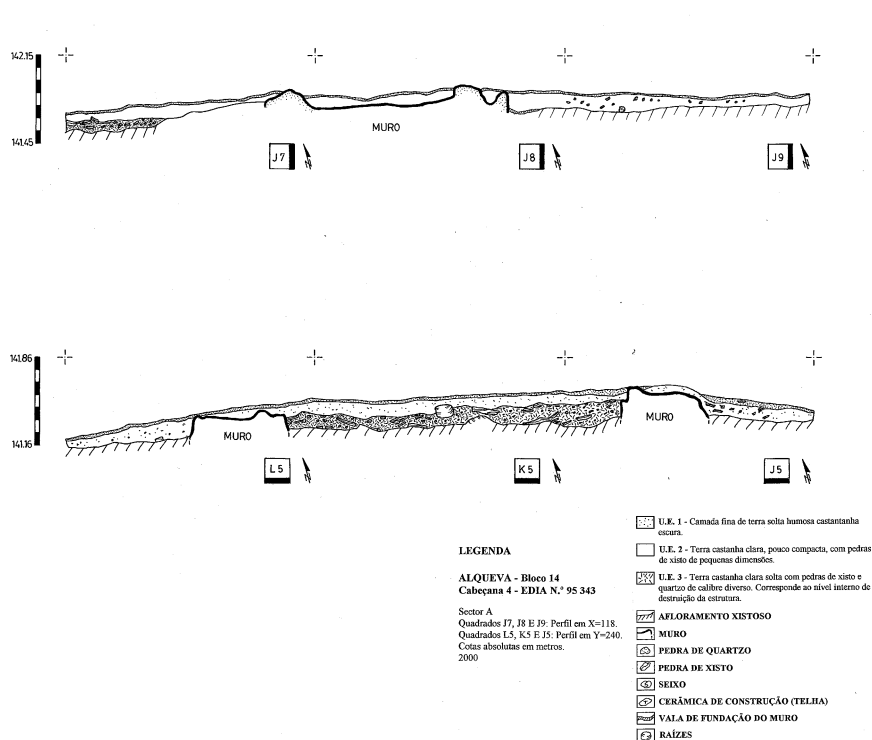 142.15
141.45
MURO
J7
J8
J9
141.86
141.16
MURO
MURO
L5
K5
J5
LEGENDA
ALQUEVA - Bloco 14
Cabeçana 4 - EDIA N.º 95 343
Sector A
Quadrados J7, J8 E J9: Perfil em X=118.
Quadrados L5, K5 E J5: Perfil em Y=240.
Cotas absolutas em metros.
2000
U.E. 1 - Camada fina de terra solta humosa castantanha
escura.
U.E. 2 - Terra castanha clara, pouco compacta, com pedras
de xisto de pequenas dimensões.
U.E. 3 - Terra castanha clara solta com pedras de xisto e
quartzo de calibre diverso. Corresponde ao nível interno de
destruição da estrutura.
AFLORAMENTO XISTOSO
MURO
PEDRA DE QUARTZO
PEDRA DE XISTO
SEIXO
CERÂMICA DE CONSTRUÇÃO (TELHA)
VALA DE FUNDAÇÃO DO MURO
RAÍZES